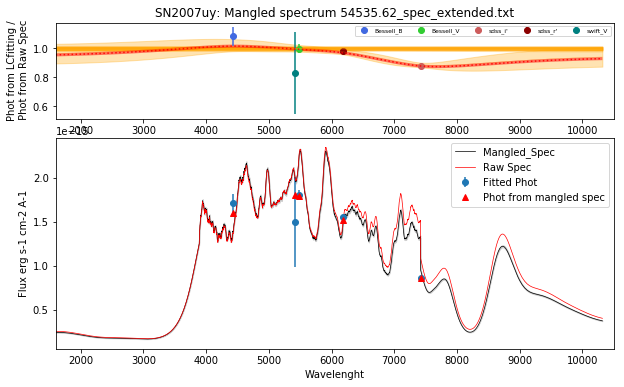 SN2007uy: Mangled spectrum 54535.62_spec_extended.txt
Phot from LCfitting /
Phot from Raw Spec
1.0
0.8
0.6
Bessell_B
Bessell_V
sdss_i'
sdss_r'
swift_V
2000 3000 4000 5000 6000 7000 8000 9000 10000
Flux erg s-1 cm-2 A-1
2.0
1.5
1.0
0.5
Mangled_Spec
Raw Spec
Fitted Phot
Phot from mangled spec
2000 3000 4000 5000 6000 7000 8000 9000 10000
Wavelenght